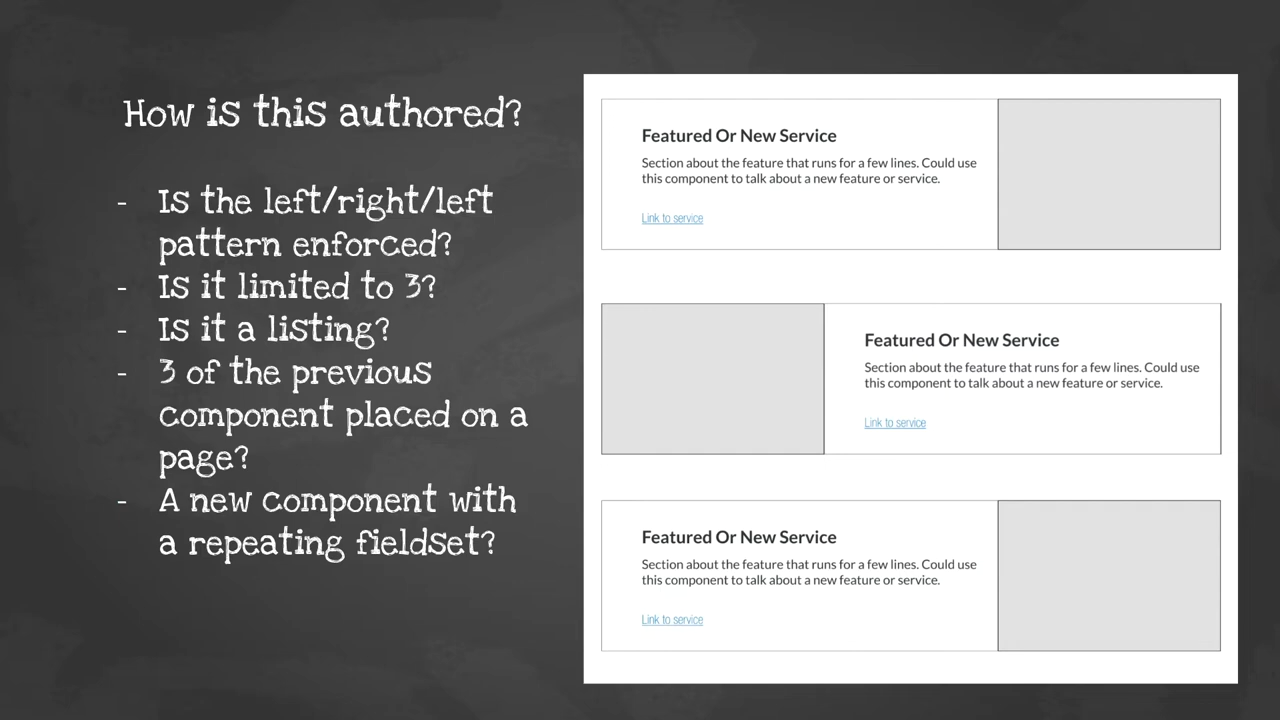 How is this authored?
- Is the left/right/left
pattern enforced?
- Is it limited to 3?
- Is it a listing?
- 3 of the previous
component placed on a
page?
- A new component with
a repeating fieldset?
Featured Or New Service
Section about the feature that runs for a few lines. Could use
this component to talk about a new feature or service.
Link to service
Featured Or New Service
Section about the feature that runs for a few lines. Could use
this component to talk about a new feature or service.
Link to service
Featured Or New Service
Section about the feature that runs for a few lines. Could use
this component to talk about a new feature or service.
Link to service